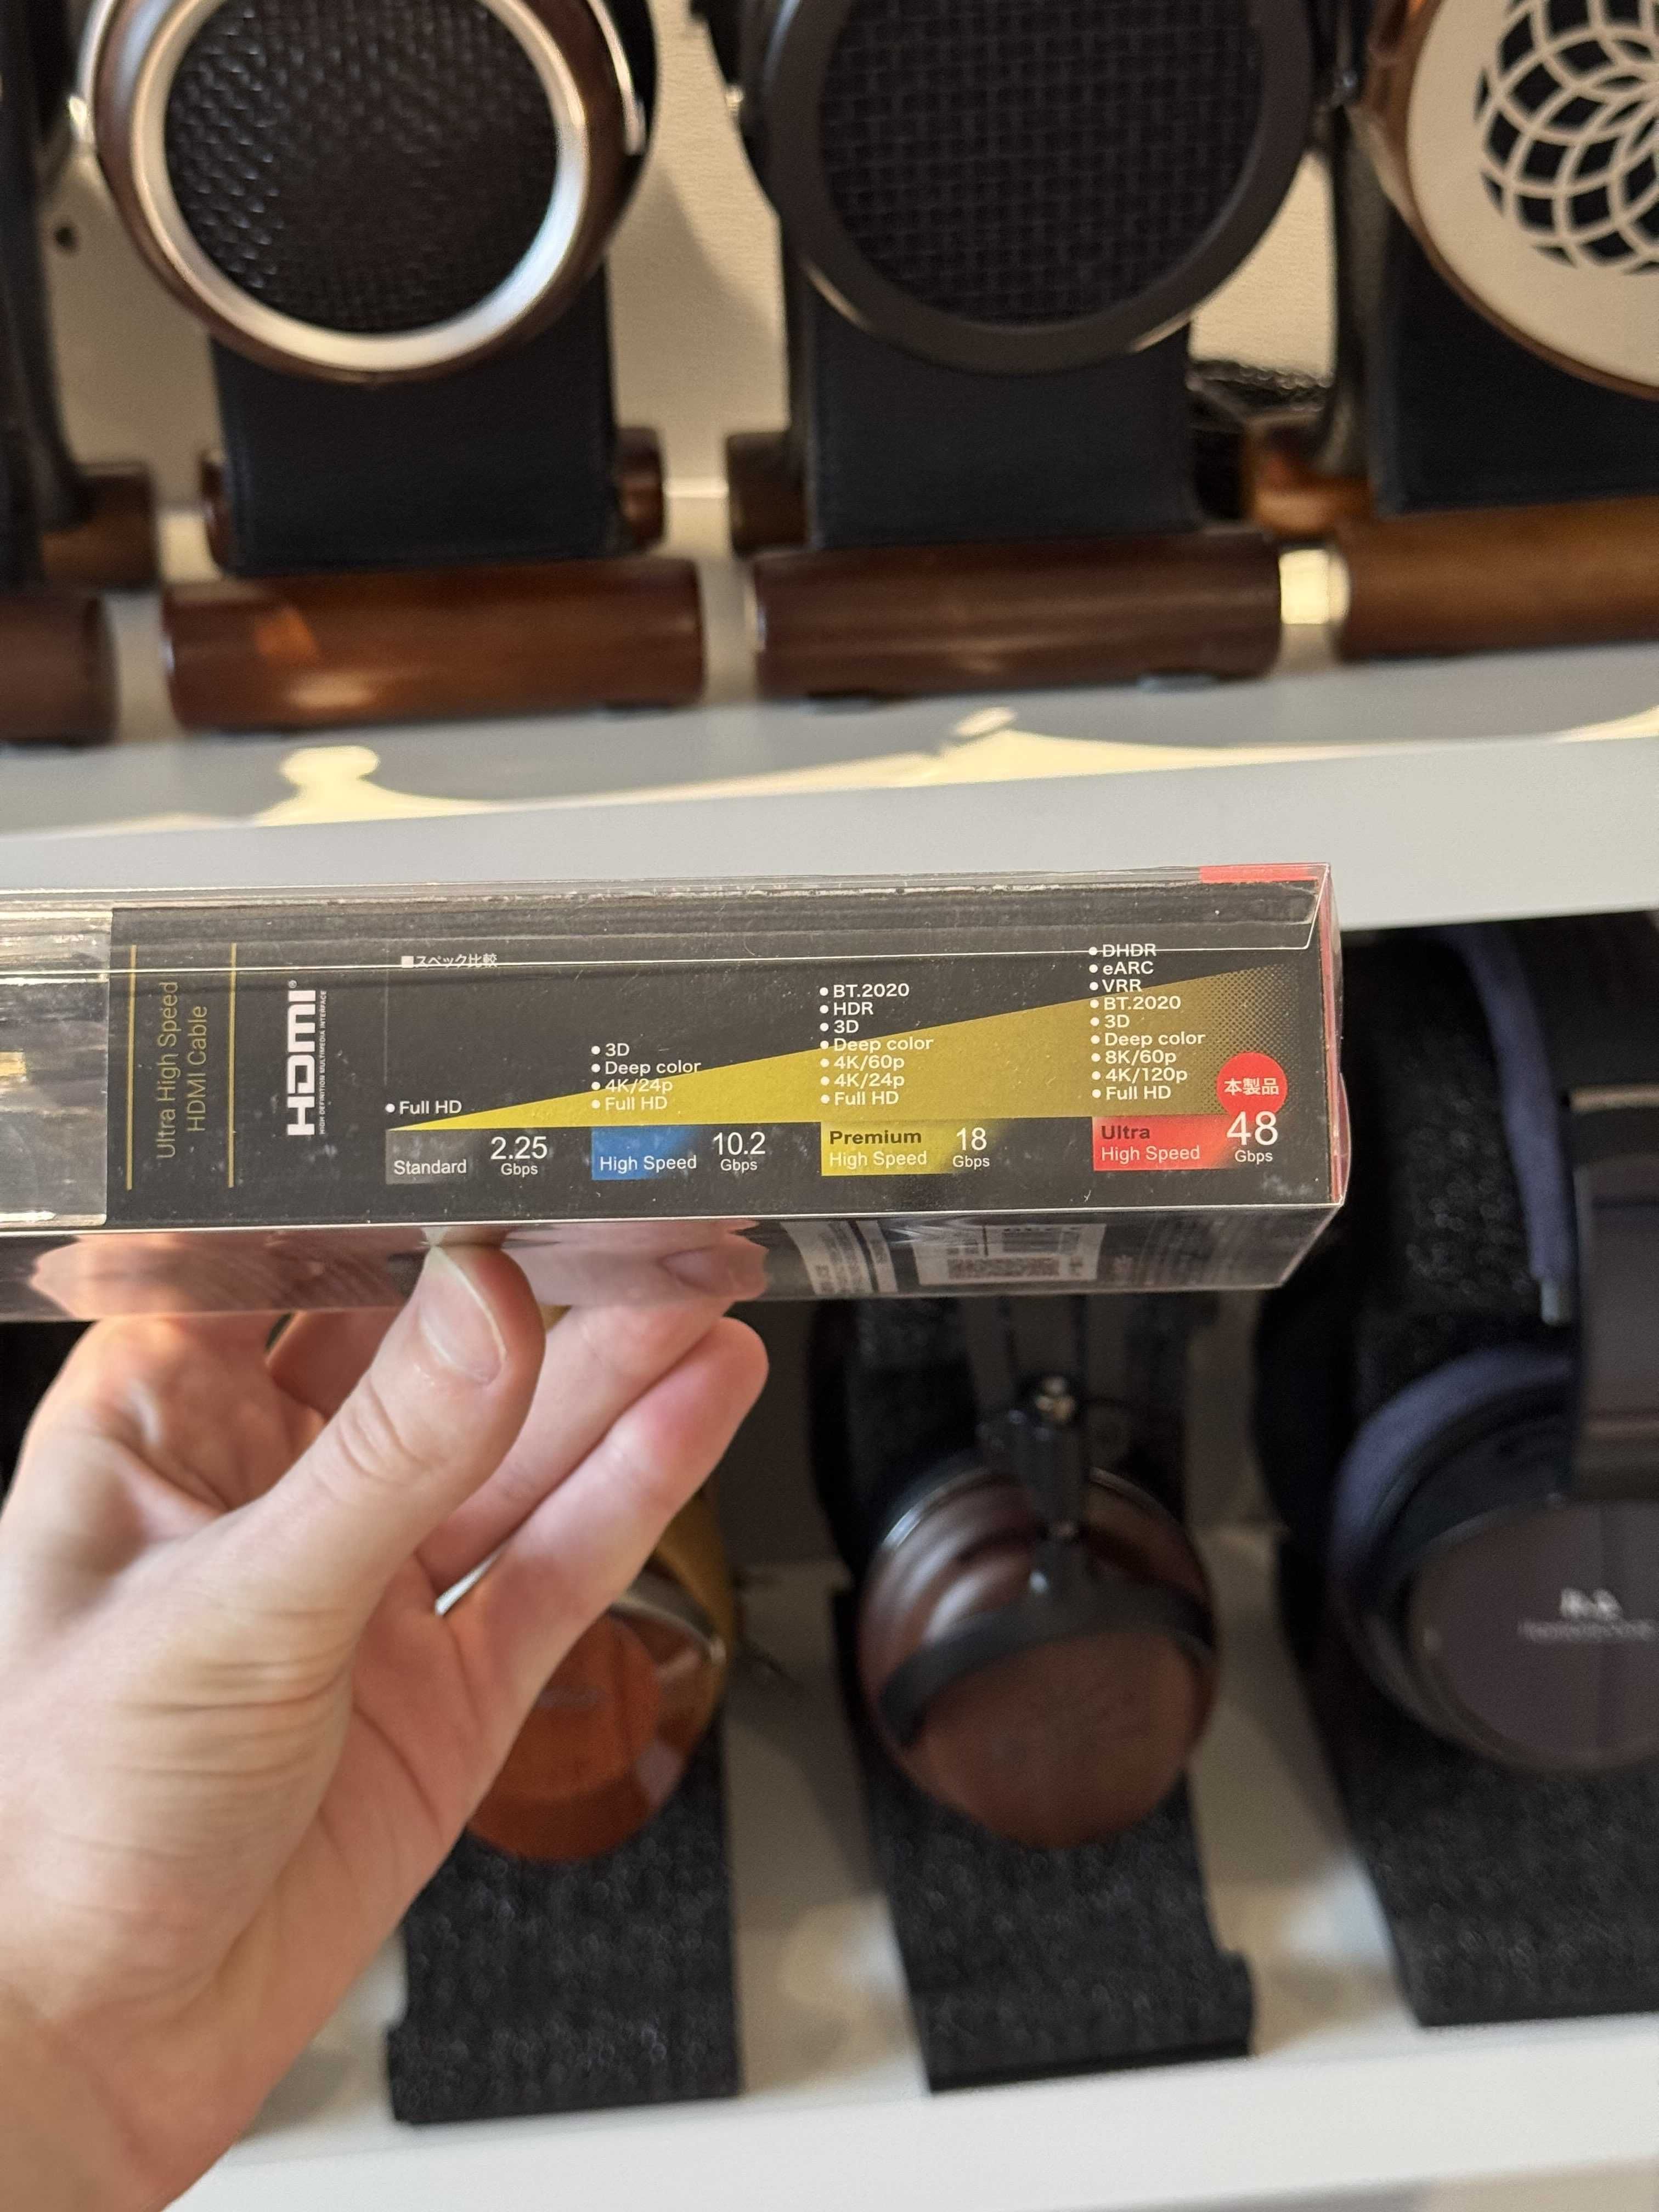 Ultra High Speed
HDMI Cable
HDMI®
HIGH DEFINITION MULTIMEDIA INTERFACE
■スペック比較
● Full HD
Standard
2.25
Gbps
● 3D
● Deep color
● 4K/24p
● Full HD
High Speed
10.2
Gbps
● BT.2020
● HDR
● 3D
● Deep color
● 4K/60p
● 4K/24p
● Full HD
Premium
High Speed
18
Gbps
● DHDR
● eARC
● VRR
● BT.2020
● 3D
● Deep color
● 8K/60p
● 4K/120p
● Full HD
本製品
Ultra
High Speed
48
Gbps